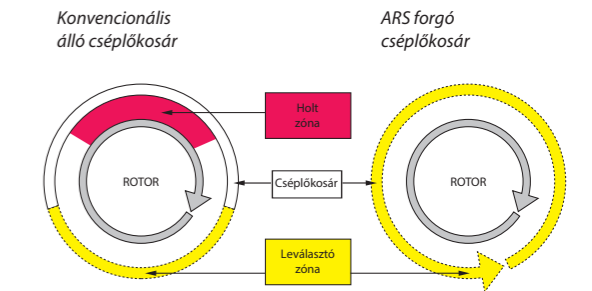 Konvencionális
álló cséplőkosár
ARS forgó
cséplőkosár
Holt
zóna
ROTOR
Cséplőkosár
ROTOR
Leválasztó
zóna